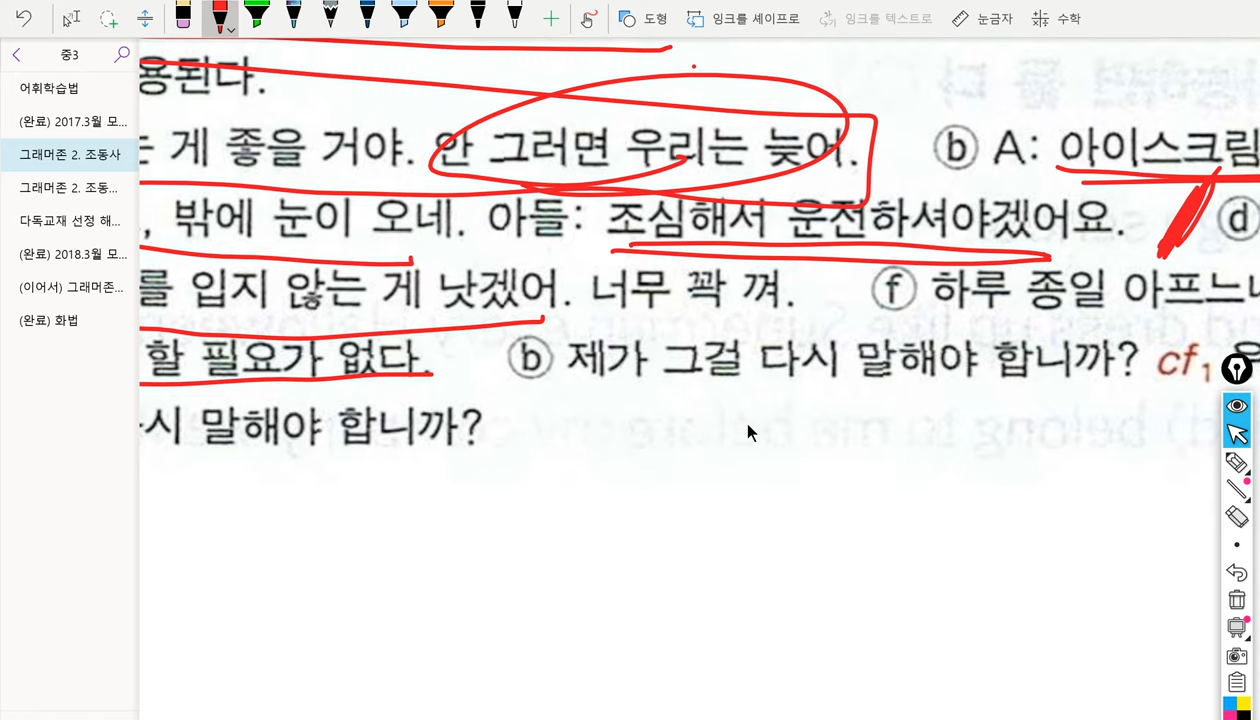 도형
잉크를 셰이프로
잉크를 텍스트로
눈금자
수학
중3
어휘학습법
(완료) 2017.3월 모...
그래머존 2. 조동사
그래머존 2. 조동...
다독교재 선정 해...
(완료) 2018.3월 모...
(이어서) 그래머존...
(완료) 화법
용된다.
는 게 좋을 거야. 안 그러면 우리는 늦어. ⓑ A: 아이스크림
, 밖에 눈이 오네. 아들: 조심해서 운전하셔야겠어요. ⓓ
를 입지 않는 게 낫겠어. 너무 꽉 껴. ⓕ 하루 종일 아프느니
할 필요가 없다. ⓑ 제가 그걸 다시 말해야 합니까? cf1
시 말해야 합니까?